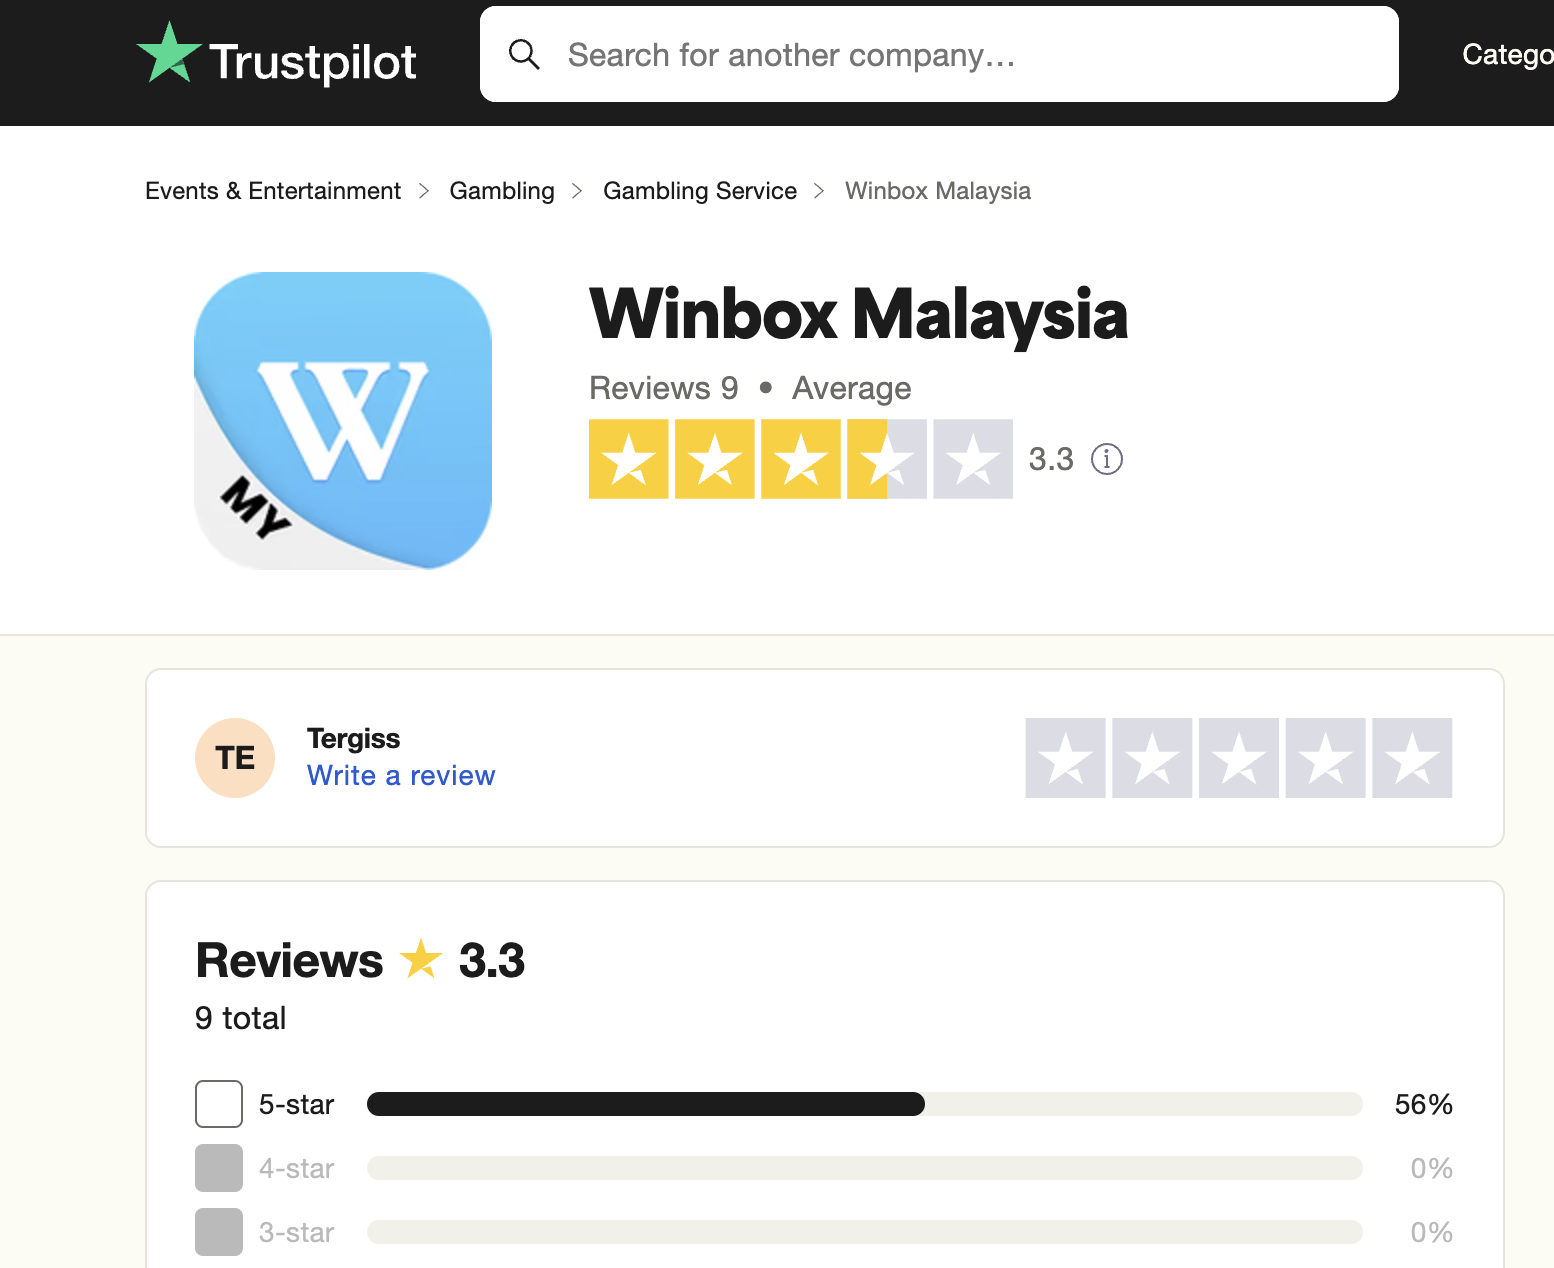 Trustpilot
Search for another company...
Catego
Events & Entertainment > Gambling > Gambling Service > Winbox Malaysia
W
MY
Winbox Malaysia
Reviews 9 • Average
3.3
TE
Tergiss
Write a review
Reviews 3.3
9 total
5-star 56%
4-star 0%
3-star 0%